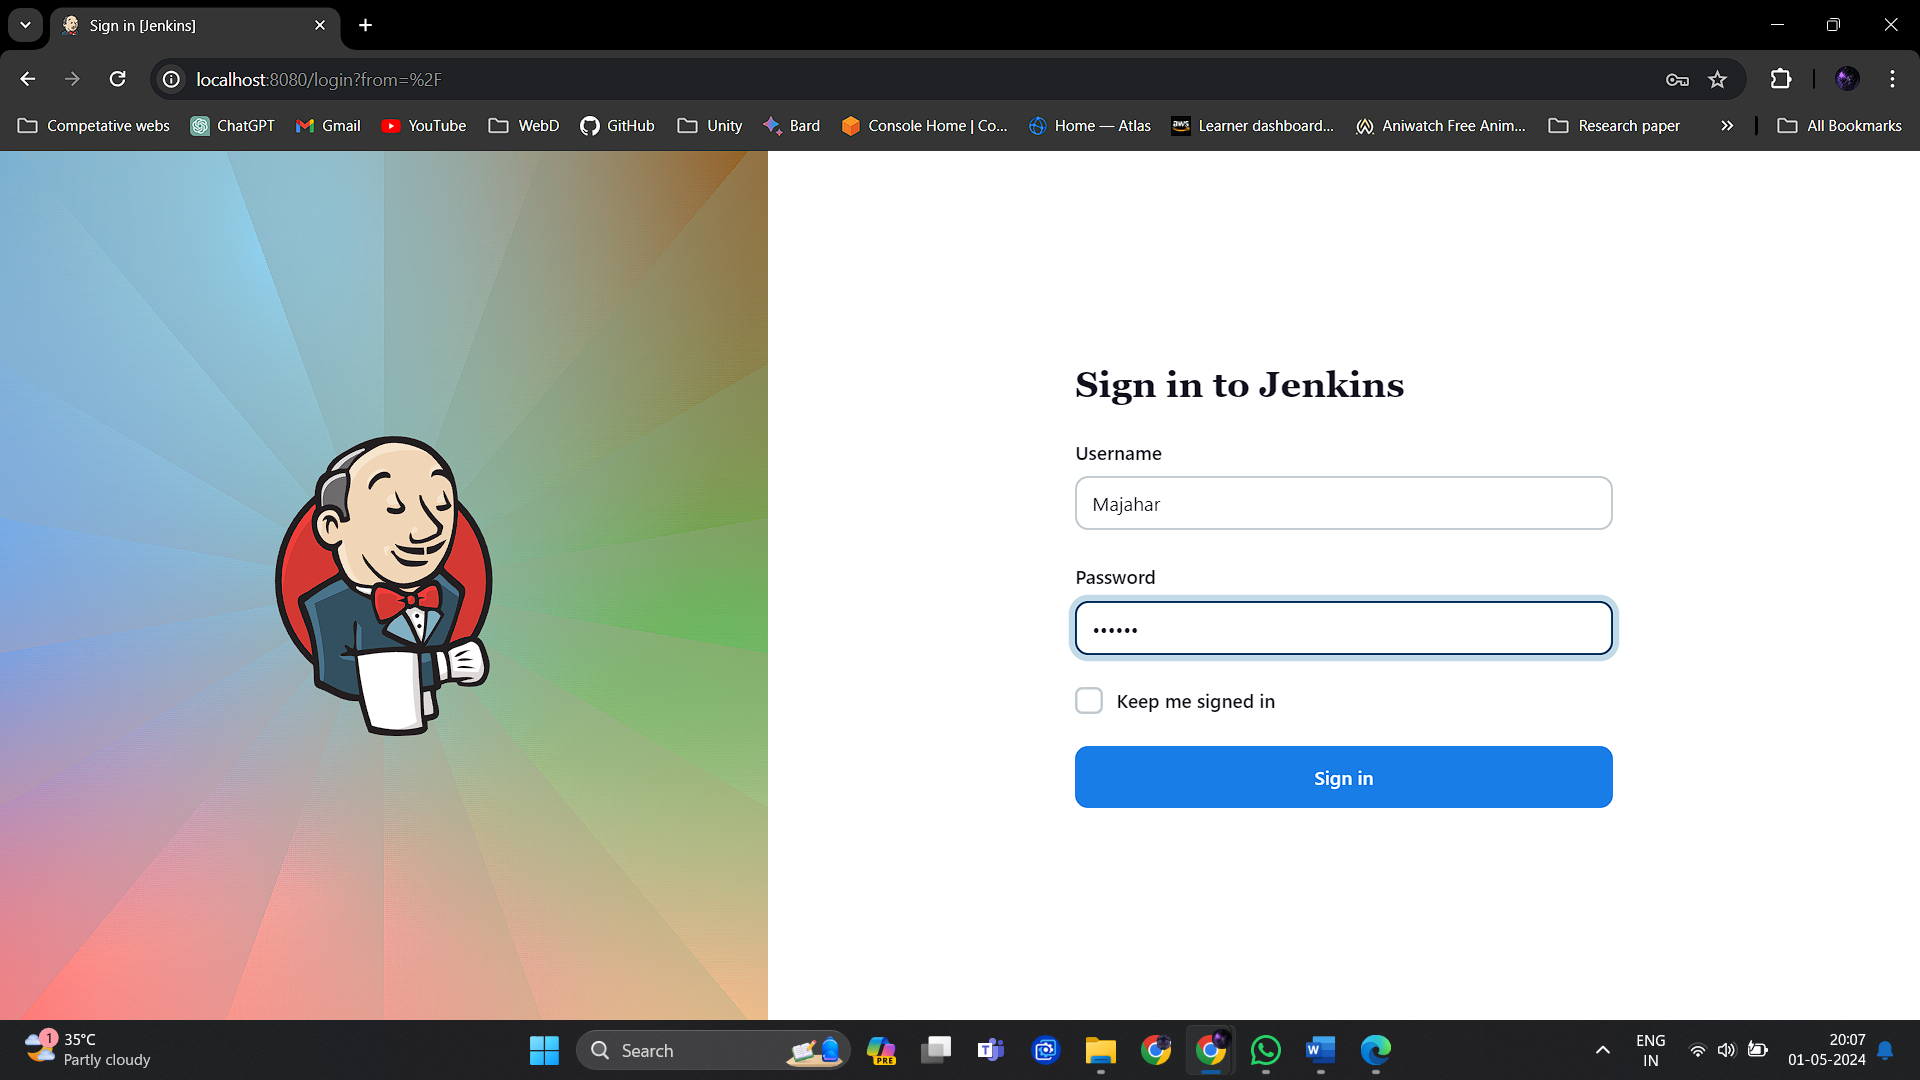 Sign in [Jenkins]
localhost:8080/login?from=%2F
Competative webs ChatGPT Gmail YouTube WebD GitHub Unity Bard Console Home | Co... Home — Atlas Learner dashboard... Aniwatch Free Anim... Research paper All Bookmarks
Sign in to Jenkins
Username
Majahar
Password
••••••
Keep me signed in
Sign in
1 35°C
Partly cloudy
Search
PRE
ENG
IN
20:07
01-05-2024